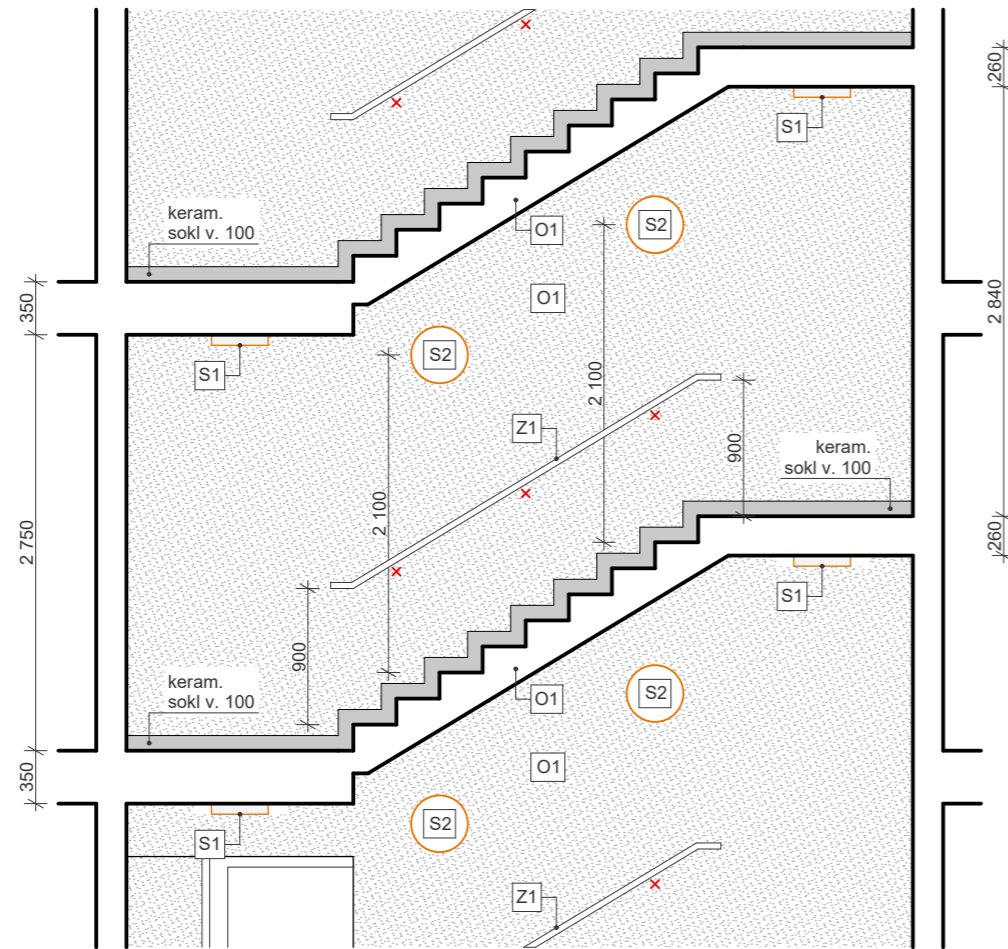 260
S1
keram.
sokl v. 100
O1
S2
350
O1
2 840
S2
S1
2 100
Z1
900
keram.
sokl v. 100
2 100
2 750
260
S1
900
keram.
sokl v. 100
O1
S2
O1
350
S2
S1
Z1